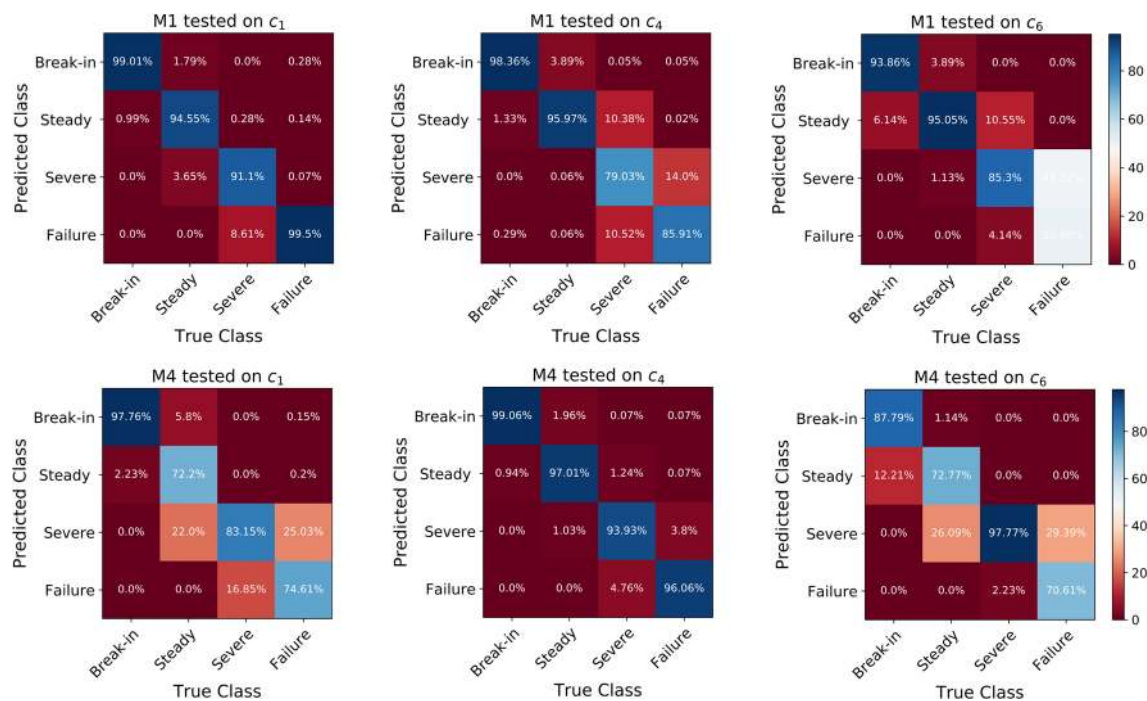 M1 tested on c1
M1 tested on c4
M1 tested on c6
Break-in 99.01% 1.79% 0.0% 0.28%
Steady 0.99% 94.55% 0.28% 0.14%
Severe 0.0% 3.65% 91.1% 0.07%
Failure 0.0% 0.0% 8.61% 99.5%
Predicted Class
Break-in Steady Severe Failure
True Class
Break-in 98.36% 3.89% 0.05% 0.05%
Steady 1.33% 95.97% 10.38% 0.02%
Severe 0.0% 0.06% 79.03% 14.0%
Failure 0.29% 0.06% 10.52% 85.91%
Predicted Class
Break-in Steady Severe Failure
True Class
Break-in 93.86% 3.89% 0.0% 0.0%
Steady 6.14% 95.05% 10.55% 0.0%
Severe 0.0% 1.13% 85.3%
Failure 0.0% 0.0% 4.14%
Predicted Class
Break-in Steady Severe Failure
True Class
80
60
40
20
0
M4 tested on c1
M4 tested on c4
M4 tested on c6
Break-in 97.76% 5.8% 0.0% 0.15%
Steady 2.23% 72.2% 0.0% 0.2%
Severe 0.0% 22.0% 83.15% 25.03%
Failure 0.0% 0.0% 16.85% 74.61%
Predicted Class
Break-in Steady Severe Failure
True Class
Break-in 99.06% 1.96% 0.07% 0.07%
Steady 0.94% 97.01% 1.24% 0.07%
Severe 0.0% 1.03% 93.93% 3.8%
Failure 0.0% 0.0% 4.76% 96.06%
Predicted Class
Break-in Steady Severe Failure
True Class
Break-in 87.79% 1.14% 0.0% 0.0%
Steady 12.21% 72.77% 0.0% 0.0%
Severe 0.0% 26.09% 97.77% 29.39%
Failure 0.0% 0.0% 2.23% 70.61%
Predicted Class
Break-in Steady Severe Failure
True Class
80
60
40
20
0